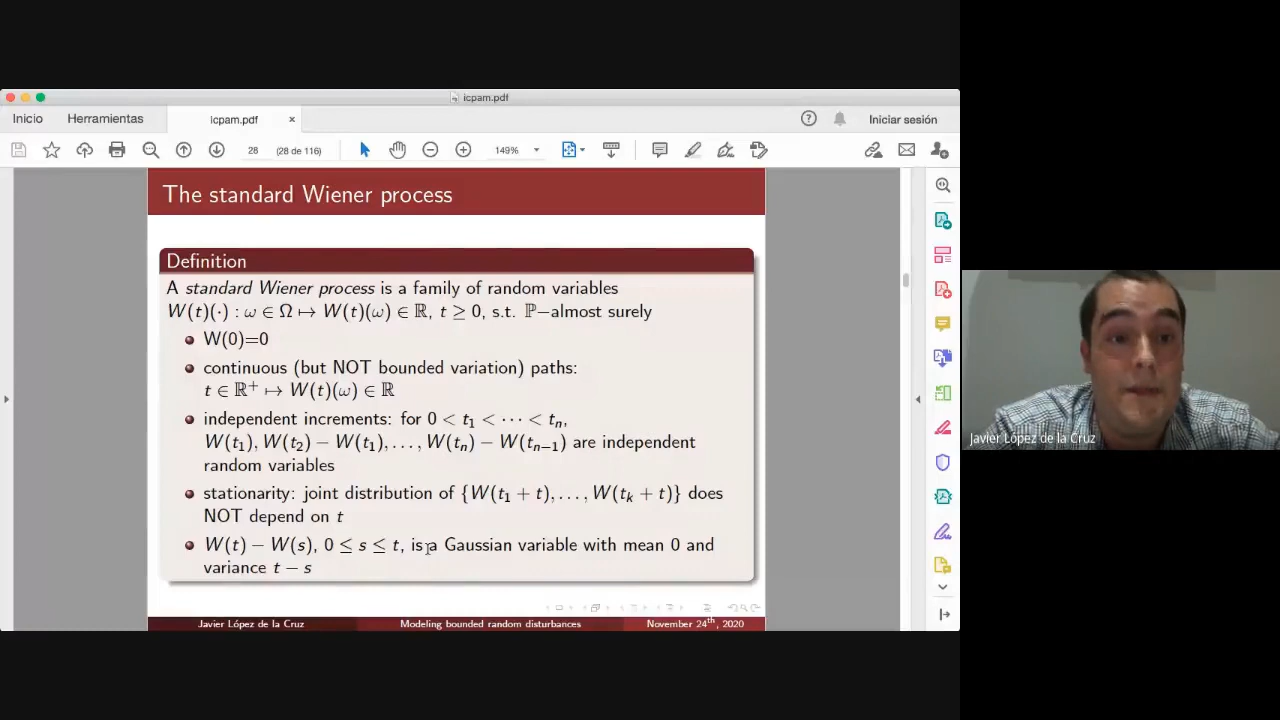 icpam.pdf
Inicio
Herramientas
icpam.pdf
×
Iniciar sesión
28
(28 de 116)
149%
The standard Wiener process
Definition
A standard Wiener process is a family of random variables
W(t)(·) : ω ∈ Ω ↦ W(t)(ω) ∈ ℝ, t ≥ 0, s.t. ℙ−almost surely
W(0)=0
continuous (but NOT bounded variation) paths:
t ∈ ℝ⁺ ↦ W(t)(ω) ∈ ℝ
independent increments: for 0 < t₁ < ··· < tₙ,
W(t₁), W(t₂) − W(t₁), . . . , W(tₙ) − W(tₙ₋₁) are independent
random variables
stationarity: joint distribution of {W(t₁ + t), . . . , W(tₖ + t)} does
NOT depend on t
W(t) − W(s), 0 ≤ s ≤ t, is a Gaussian variable with mean 0 and
variance t − s
Javier López de la Cruz
Modeling bounded random disturbances
November 24th, 2020
Javier López de la Cruz